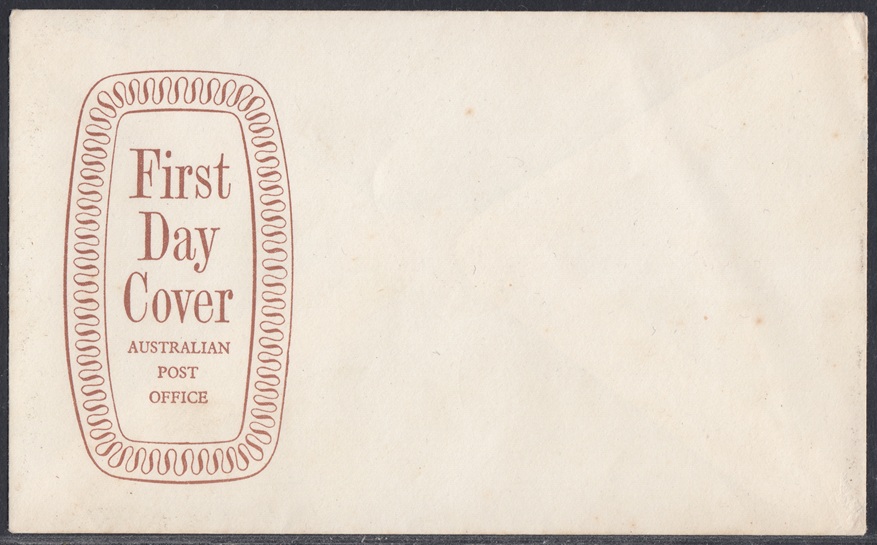 First
Day
Cover
AUSTRALIAN
POST
OFFICE